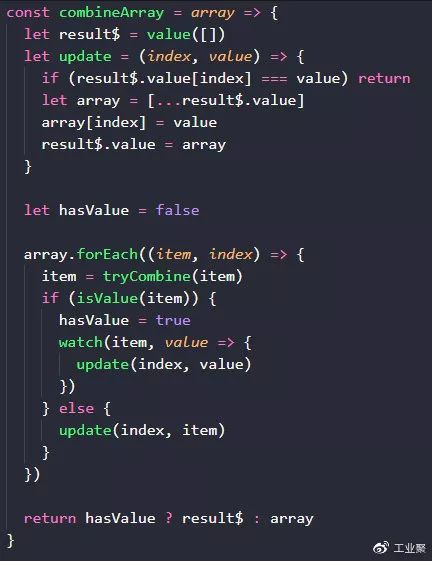 const combineArray = array => {
  let result$ = value([])
  let update = (index, value) => {
    if (result$.value[index] === value) return
    let array = [...result$.value]
    array[index] = value
    result$.value = array
  }

  let hasValue = false

  array.forEach((item, index) => {
    item = tryCombine(item)
    if (isValue(item)) {
      hasValue = true
      watch(item, value => {
        update(index, value)
      })
    } else {
      update(index, item)
    }
  })

  return hasValue ? result$ : array
}
工业聚